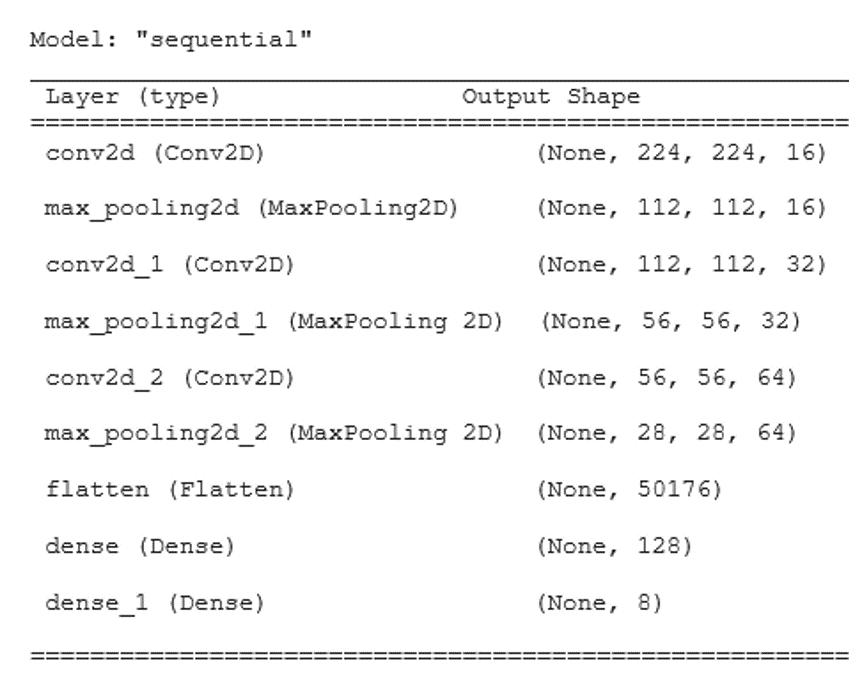 Model: "sequential"
Layer (type) Output Shape
conv2d (Conv2D) (None, 224, 224, 16)
max_pooling2d (MaxPooling2D) (None, 112, 112, 16)
conv2d_1 (Conv2D) (None, 112, 112, 32)
max_pooling2d_1 (MaxPooling 2D) (None, 56, 56, 32)
conv2d_2 (Conv2D) (None, 56, 56, 64)
max_pooling2d_2 (MaxPooling 2D) (None, 28, 28, 64)
flatten (Flatten) (None, 50176)
dense (Dense) (None, 128)
dense_1 (Dense) (None, 8)